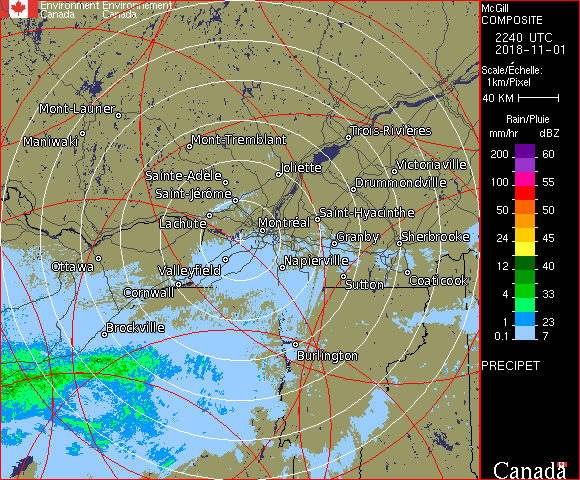 Environment Environnement
Canada Canada
McGill
COMPOSITE
2240 UTC
2018-11-01
Scale/Échelle:
1km/Pixel
40 KM
Rain/Pluie
mm/hr dBZ
200 60
100 55
50 50
24 45
12 40
4 33
1 23
0.1 7
PRECIPET
Canada
Mont-Laurier
Maniwaki
Mont-Tremblant
Trois-Rivières
Joliette
Victoriaville
Sainte-Adèle
Drummondville
Saint-Jérôme
Saint-Hyacinthe
Lachute
Montréal
Granby
Sherbrooke
Ottawa
Valleyfield
Napierville
Sutton
Coaticook
Cornwall
Brockville
Burlington